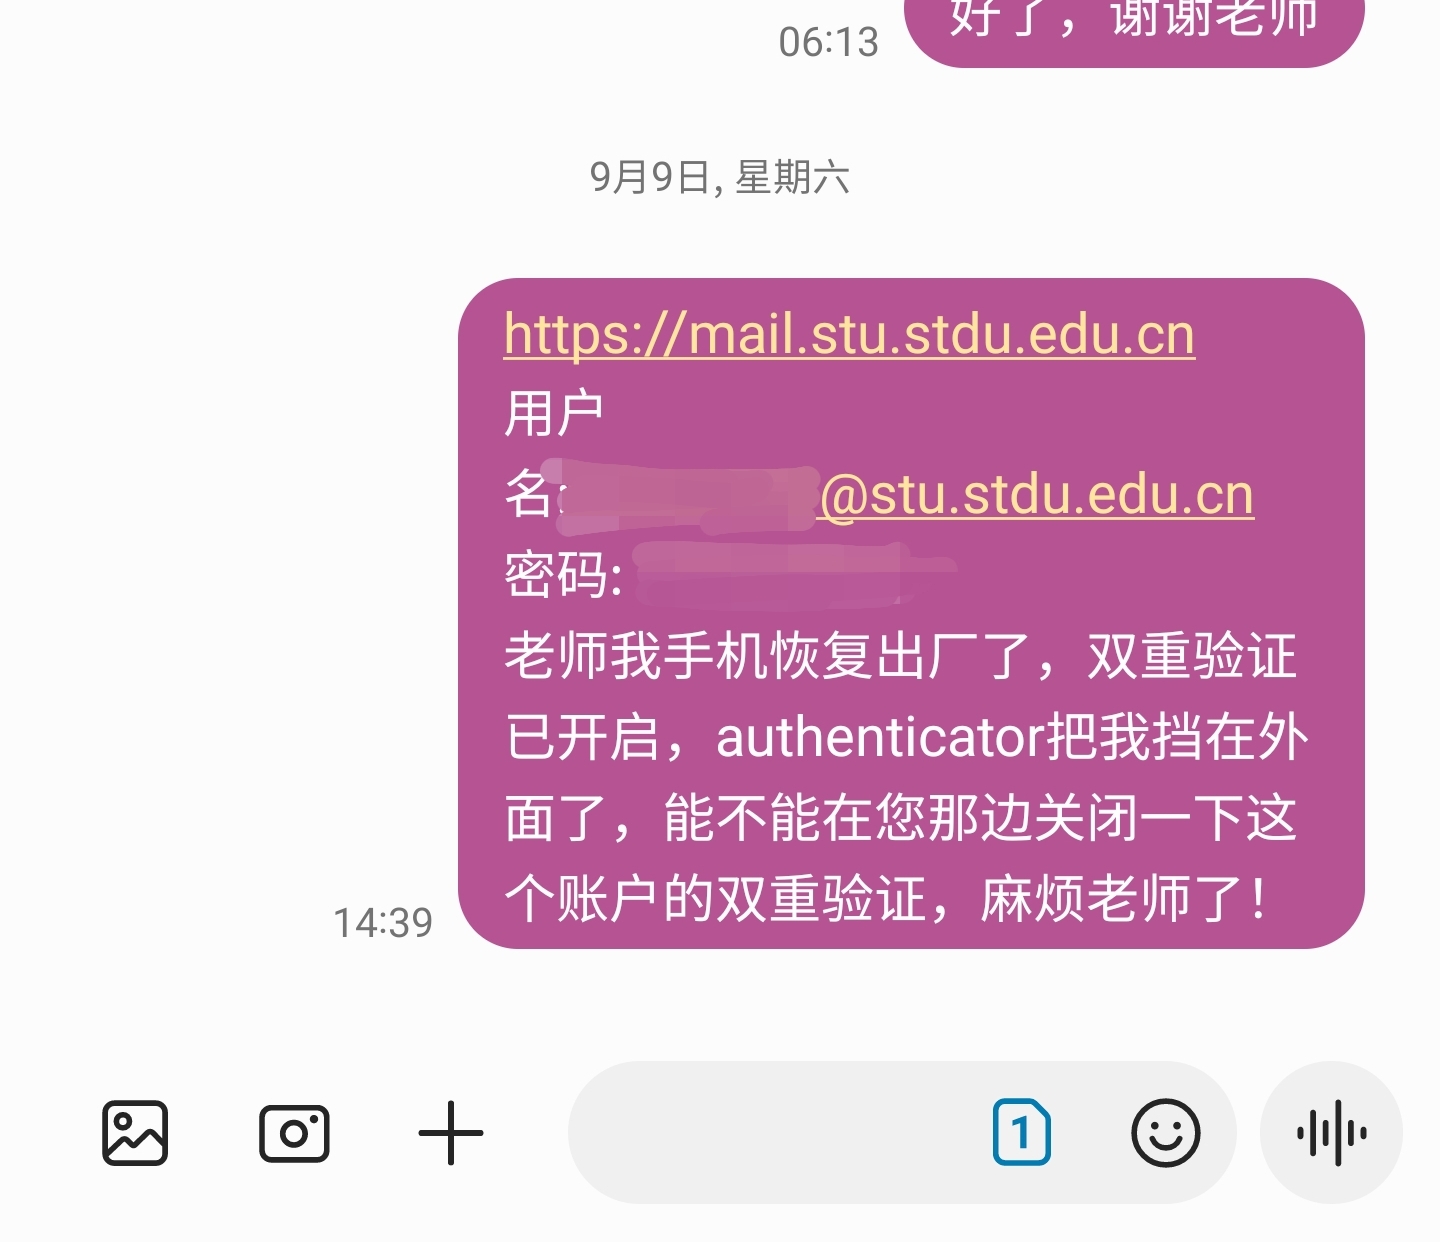 好了，谢谢老师
06:13
9月9日, 星期六
https://mail.stu.stdu.edu.cn
用户
名:
@stu.stdu.edu.cn
密码:
老师我手机恢复出厂了，双重验证
已开启，authenticator把我挡在外
面了，能不能在您那边关闭一下这
个账户的双重验证，麻烦老师了！
14:39
1